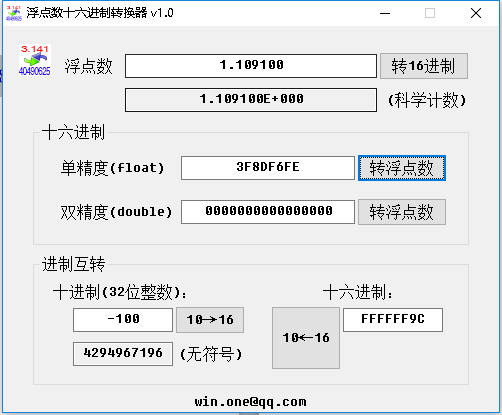 浮点数十六进制转换器 v1.0
3.141
40490625
浮点数 1.109100 转16进制
1.109100E+000 (科学计数)
十六进制
单精度(float) 3F8DF6FE 转浮点数
双精度(double) 0000000000000000 转浮点数
进制互转
十进制(32位整数): 十六进制:
-100 10→16 10←16 FFFFFF9C
4294967196 (无符号)
win.one@qq.com